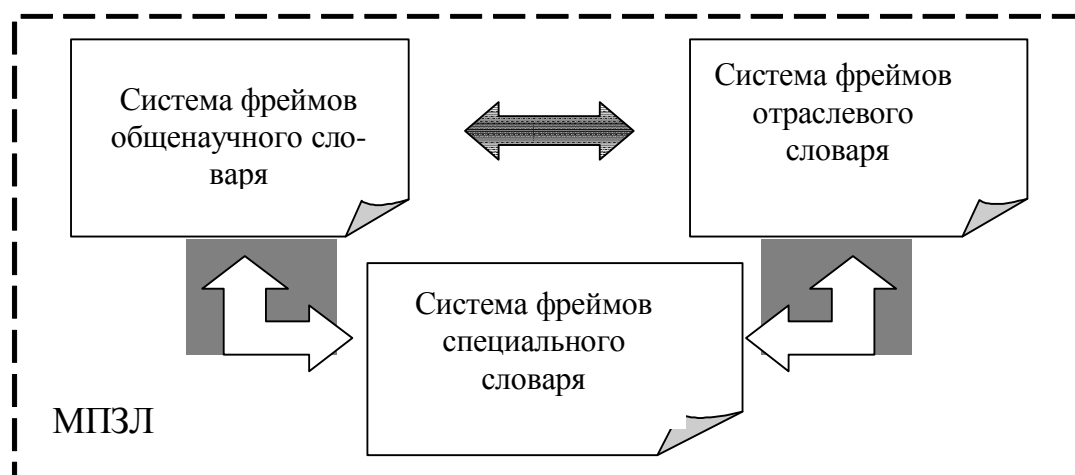 Система фреймов
общенаучного сло-
варя
Система фреймов
отраслевого
словаря
Система фреймов
специального
словаря
МПЗЛ